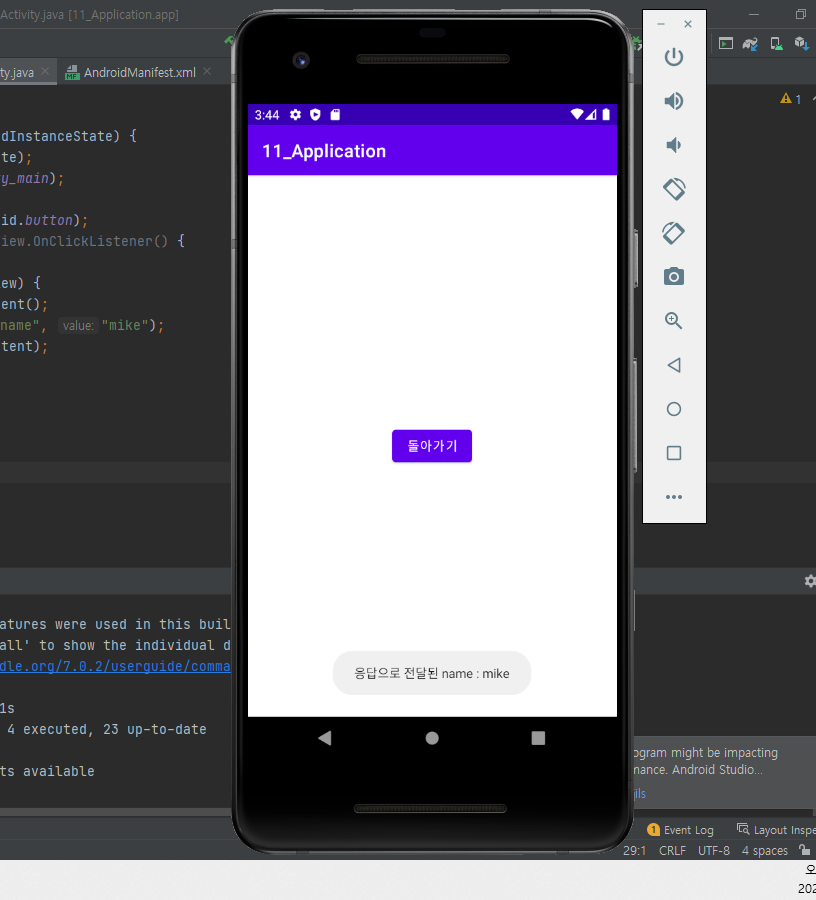 Activity.java [11_Application.app]
ty.java
AndroidManifest.xml
1
dInstanceState) {
te);
y_main);
id.button);
iew.OnClickListener() {
ew) {
ent();
name", value: "mike");
tent);
3:44
11_Application
돌아가기
응답으로 전달된 name : mike
atures were used in this buil
all' to show the individual d
dle.org/7.0.2/userguide/comma
1s
4 executed, 23 up-to-date
ts available
ogram might be impacting
mance. Android Studio...
ils
1 Event Log
Layout Inspe
29:1 CRLF UTF-8 4 spaces
오
202